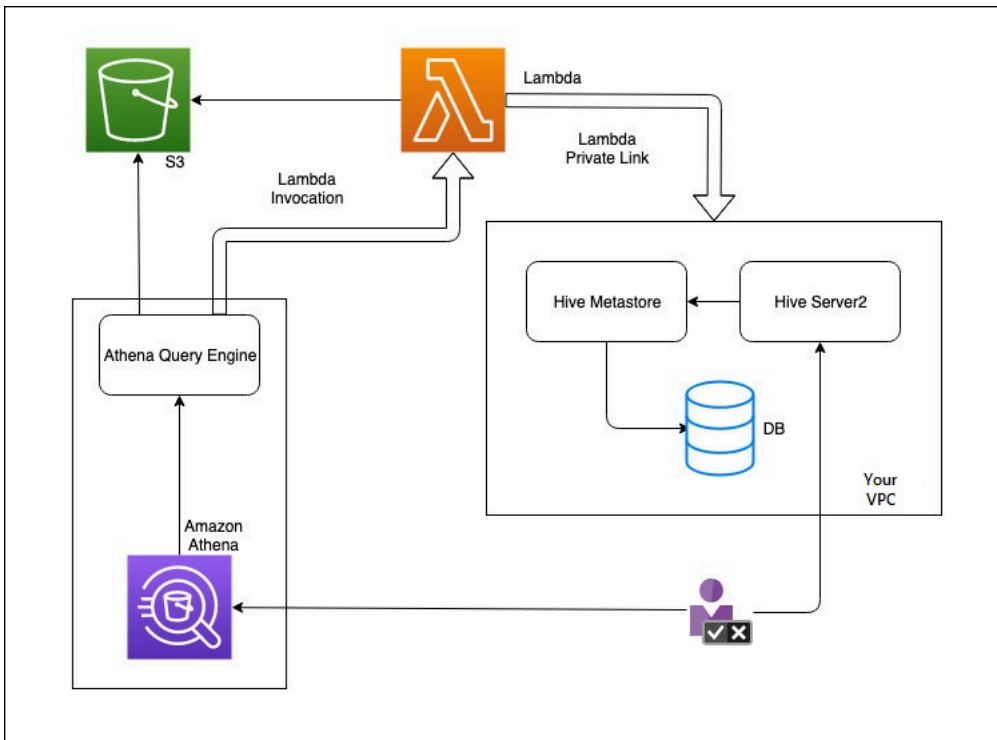 Lambda
Lambda
Private Link
S3
Lambda
Invocation
Hive Metastore
Hive Server2
Athena Query Engine
DB
Your
VPC
Amazon
Athena